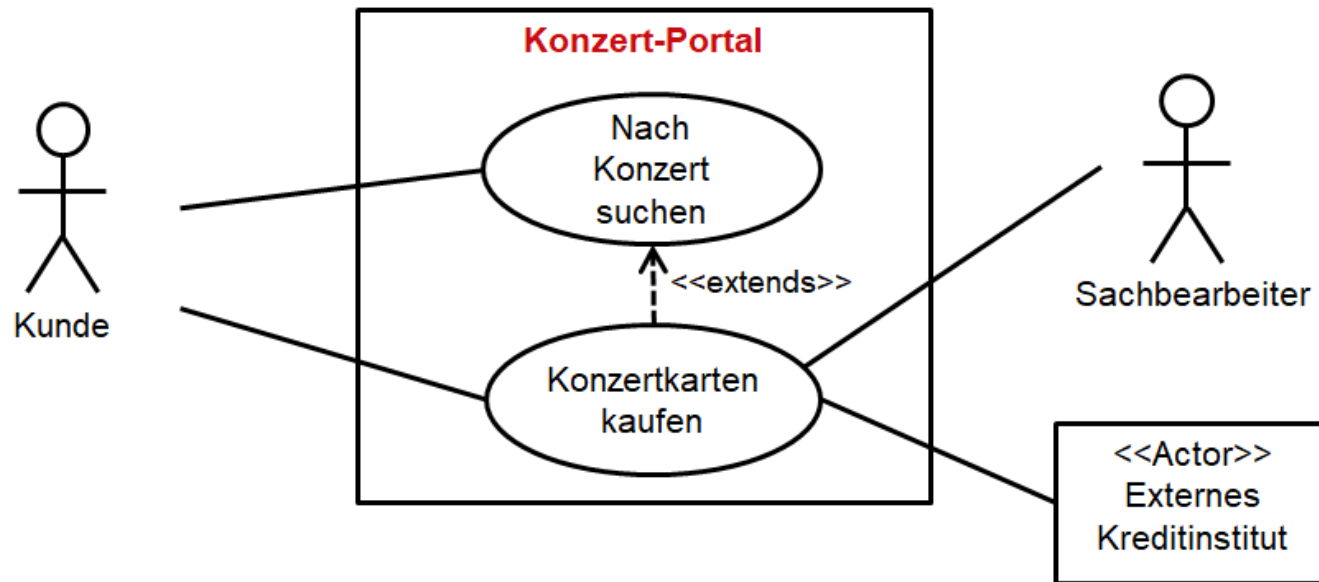 Konzert-Portal
Nach
Konzert
suchen
<<extends>>
Kunde
Sachbearbeiter
Konzertkarten
kaufen
<<Actor>>
Externes
Kreditinstitut